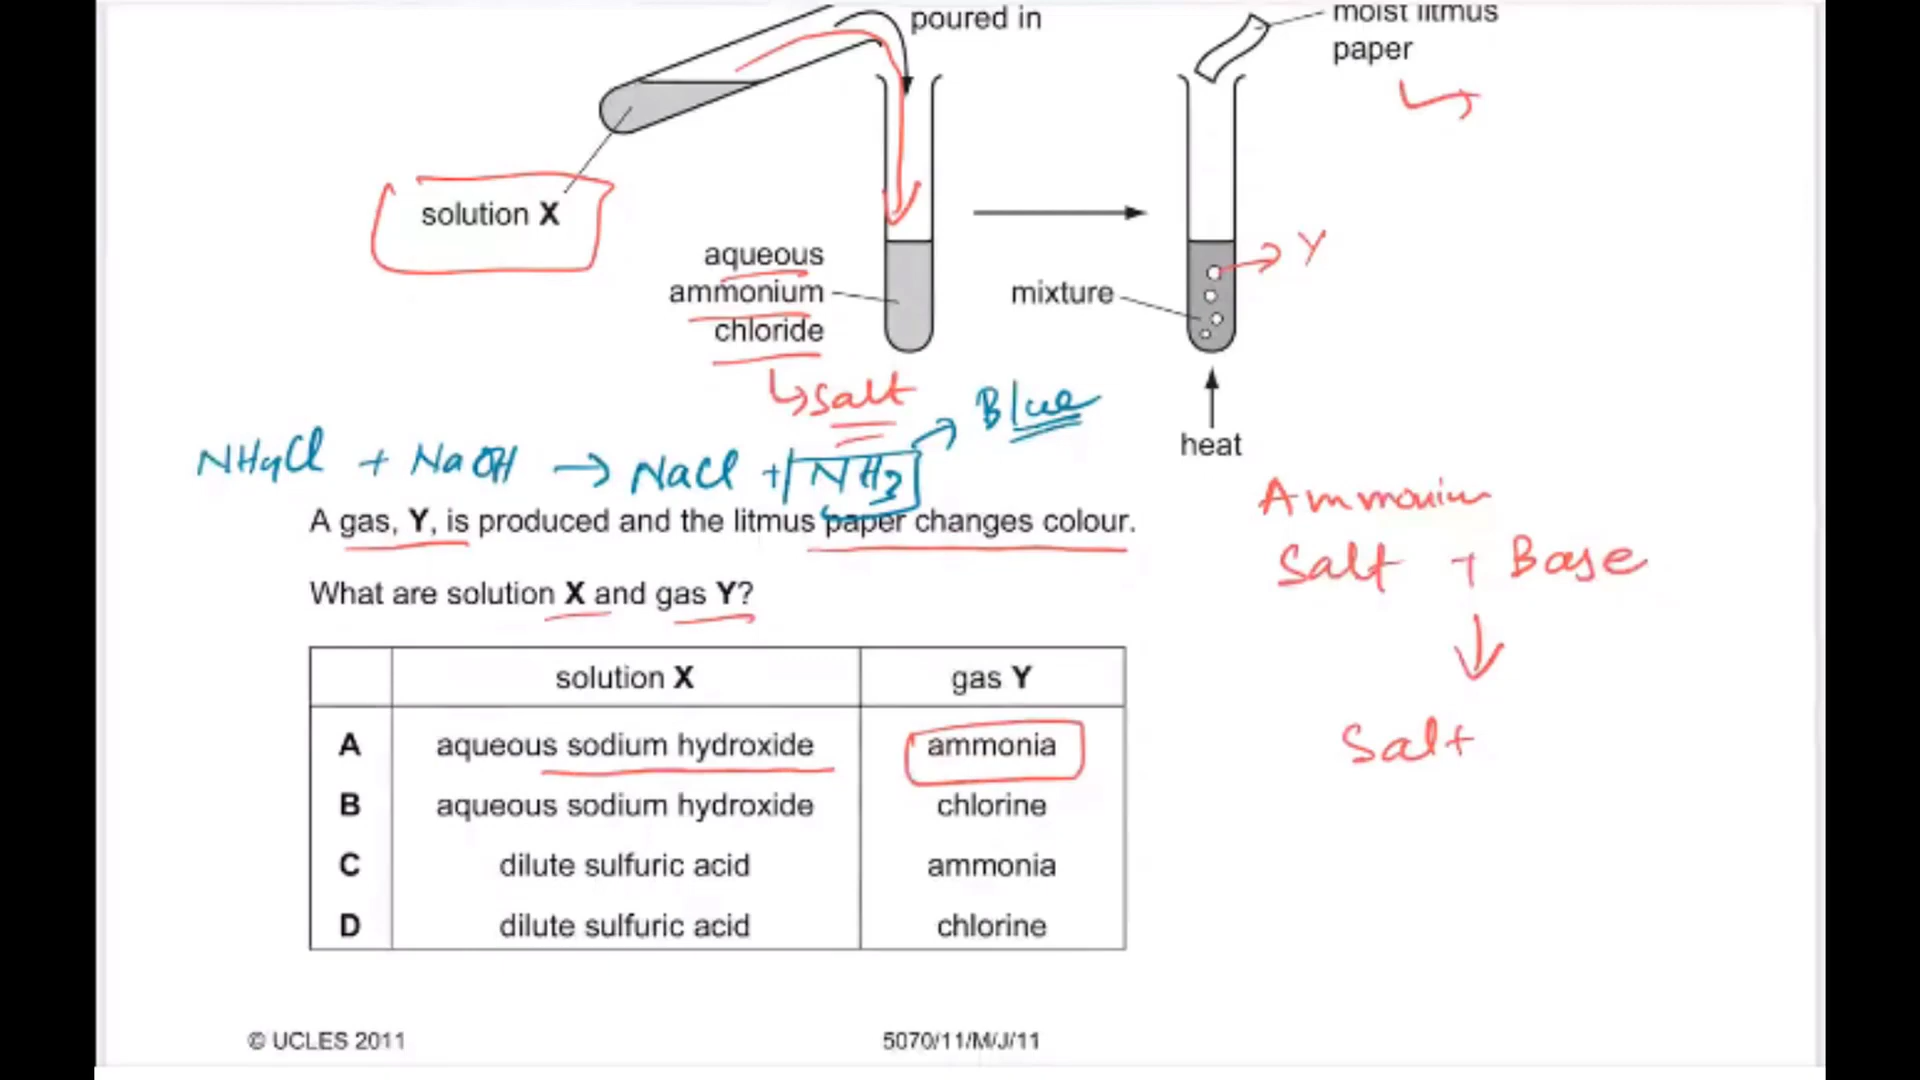 poured in
moist litmus
paper
solution X
aqueous
ammonium
chloride
mixture
Y
heat
↳ Salt
Blue
NH4Cl + NaOH → NaCl + NH3
A gas, Y, is produced and the litmus paper changes colour.
What are solution X and gas Y?
Ammonium
Salt + Base
↓
Salt
solution X gas Y
A aqueous sodium hydroxide ammonia
B aqueous sodium hydroxide chlorine
C dilute sulfuric acid ammonia
D dilute sulfuric acid chlorine
© UCLES 2011 5070/11/M/J/11